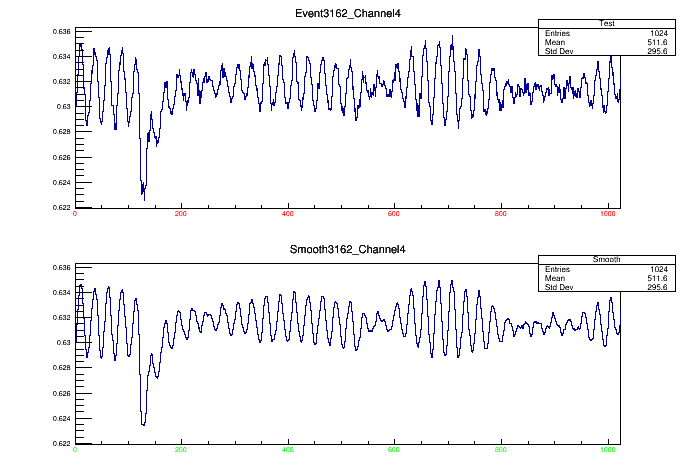 Event3162_Channel4
Test
Entries 1024
Mean 511.6
Std Dev 295.6
0.636
0.634
0.632
0.63
0.628
0.626
0.624
0.622
0 200 400 600 800 1000
Smooth3162_Channel4
Smooth
Entries 1024
Mean 511.6
Std Dev 295.6
0.636
0.634
0.632
0.63
0.628
0.626
0.624
0.622
0 200 400 600 800 1000